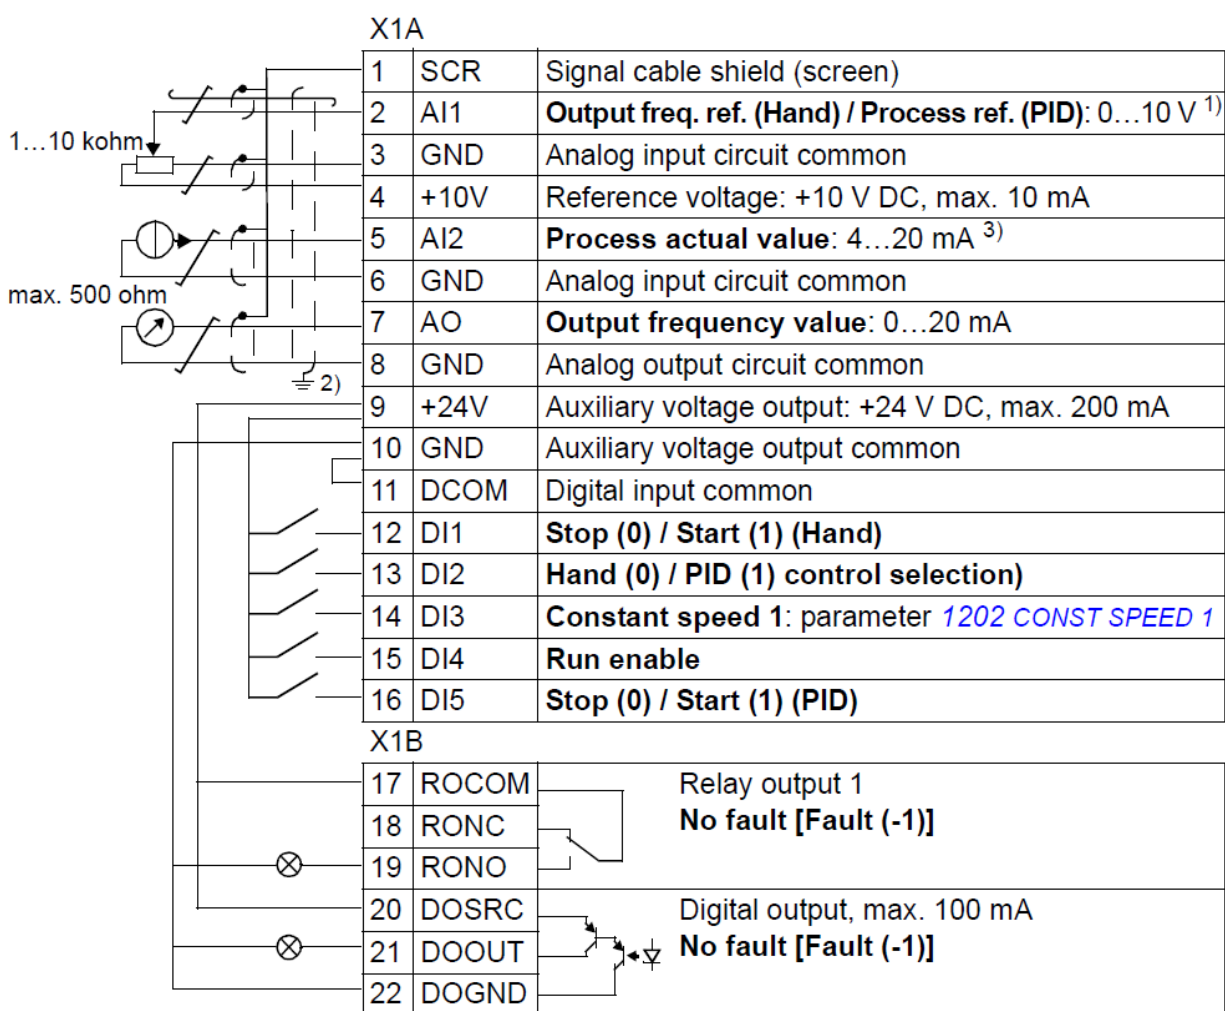 X1A
1 SCR Signal cable shield (screen)
2 AI1 Output freq. ref. (Hand) / Process ref. (PID): 0…10 V 1)
1…10 kohm
3 GND Analog input circuit common
4 +10V Reference voltage: +10 V DC, max. 10 mA
5 AI2 Process actual value: 4…20 mA 3)
6 GND Analog input circuit common
max. 500 ohm
7 AO Output frequency value: 0…20 mA
8 GND Analog output circuit common
2)
9 +24V Auxiliary voltage output: +24 V DC, max. 200 mA
10 GND Auxiliary voltage output common
11 DCOM Digital input common
12 DI1 Stop (0) / Start (1) (Hand)
13 DI2 Hand (0) / PID (1) control selection)
14 DI3 Constant speed 1: parameter 1202 CONST SPEED 1
15 DI4 Run enable
16 DI5 Stop (0) / Start (1) (PID)
X1B
17 ROCOM Relay output 1
18 RONC No fault [Fault (-1)]
19 RONO
20 DOSRC Digital output, max. 100 mA
21 DOOUT No fault [Fault (-1)]
22 DOGND